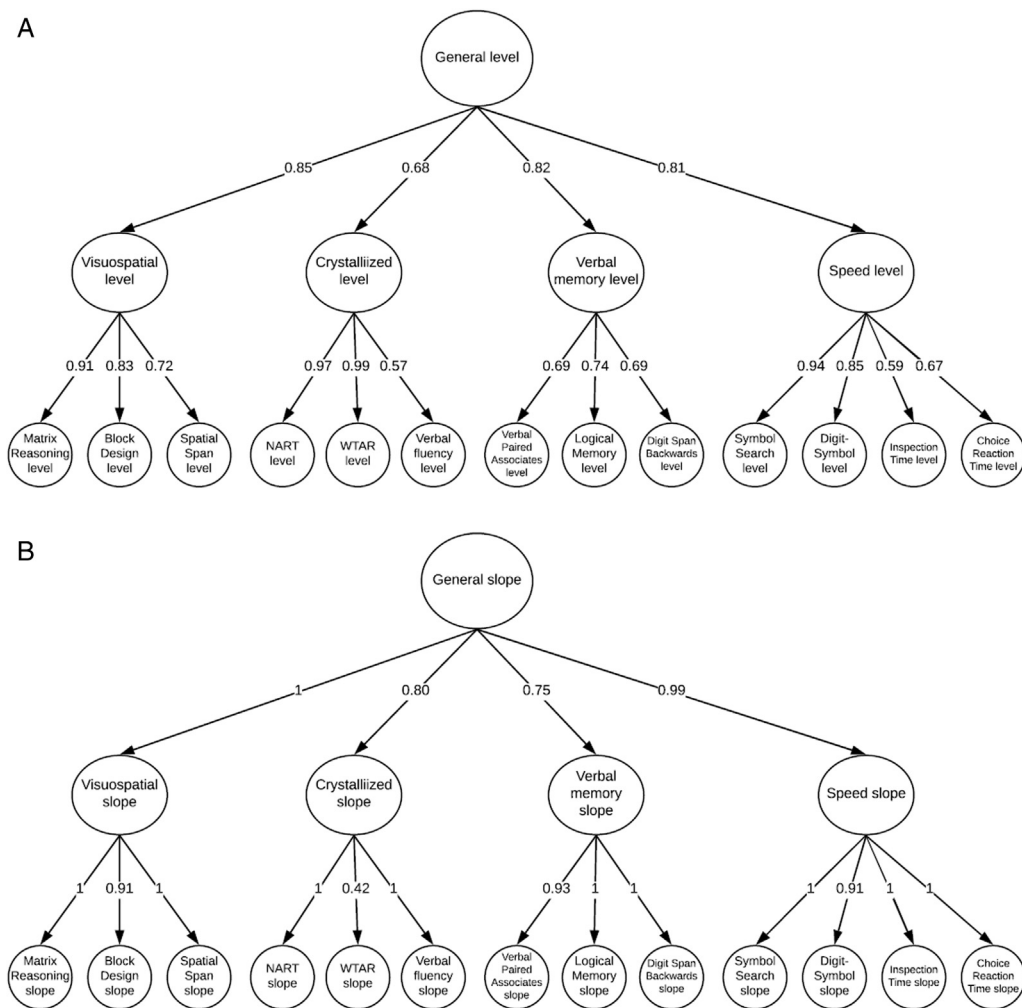 A
General level
0.85
0.68
0.82
0.81
Visuospatial
level
Crystalliized
level
Verbal
memory level
Speed level
0.91
0.83
0.72
0.97
0.99
0.57
0.69
0.74
0.69
0.94
0.85
0.59
0.67
Matrix
Reasoning
level
Block
Design
level
Spatial
Span
level
NART
level
WTAR
level
Verbal
fluency
level
Verbal
Paired
Associates
level
Logical
Memory
level
Digit Span
Backwards
level
Symbol
Search
level
Digit-
Symbol
level
Inspection
Time level
Choice
Reaction
Time level
B
General slope
1
0.80
0.75
0.99
Visuospatial
slope
Crystalliized
slope
Verbal
memory
slope
Speed slope
1
0.91
1
1
0.42
1
0.93
1
1
1
0.91
1
1
Matrix
Reasoning
slope
Block
Design
slope
Spatial
Span
slope
NART
slope
WTAR
slope
Verbal
fluency
slope
Verbal
Paired
Associates
slope
Logical
Memory
slope
Digit Span
Backwards
slope
Symbol
Search
slope
Digit-
Symbol
slope
Inspection
Time slope
Choice
Reaction
Time slope